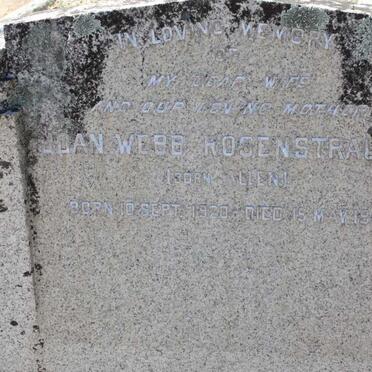 IN LOVING MEMORY
OF
MY DEAR WIFE
AND OUR LOVING MOTHER
JOAN WEBB ROSENSTRAU
(BORN ALLEN)
BORN 10 SEPT. 1920 DIED 15 MAY 19